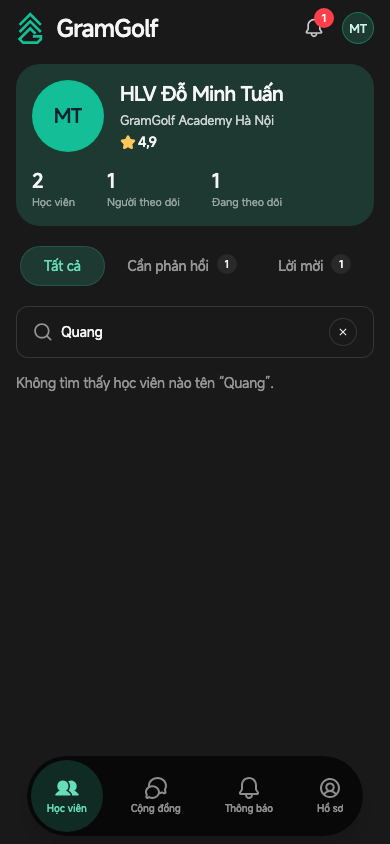 GramGolf
1
MT
MT
HLV Đỗ Minh Tuấn
GramGolf Academy Hà Nội
4,9
2
1
1
Học viên
Người theo dõi
Đang theo dõi
Tất cả
Cần phản hồi 1
Lời mời 1
Quang
Không tìm thấy học viên nào tên "Quang".
Học viên
Cộng đồng
Thông báo
Hồ sơ